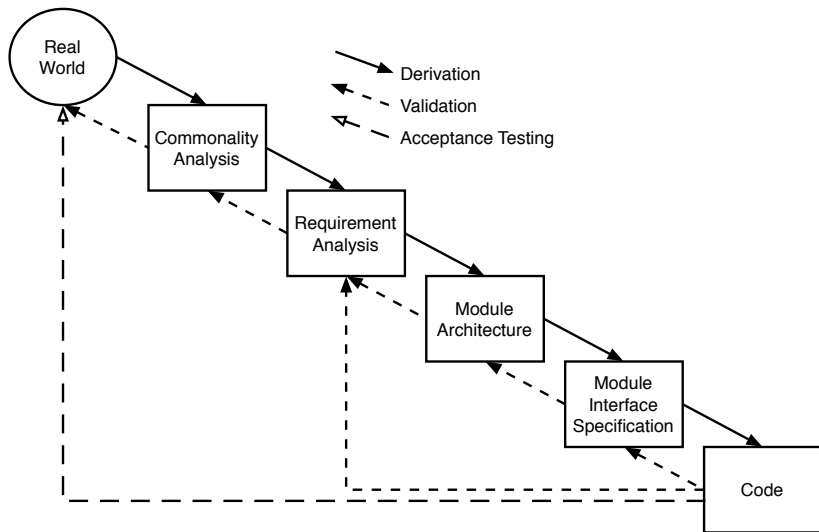 Real
World
Derivation
Validation
Acceptance Testing
Commonality
Analysis
Requirement
Analysis
Module
Architecture
Module
Interface
Specification
Code